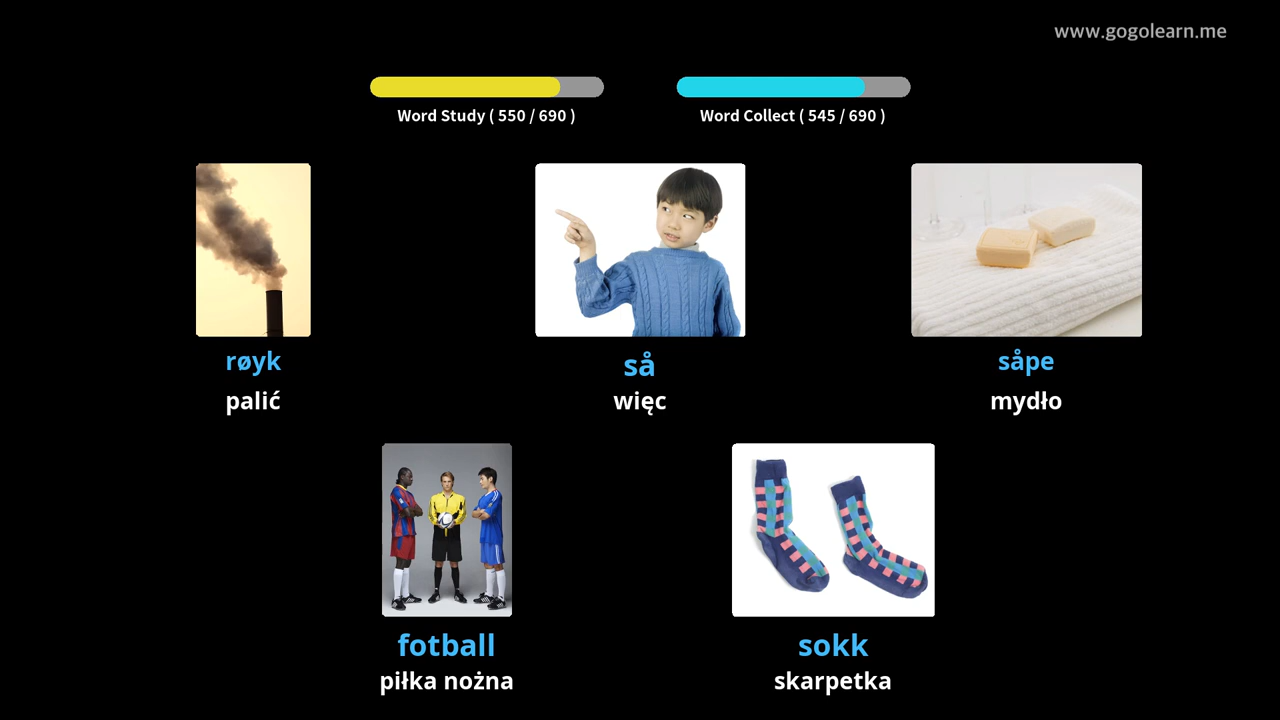 www.gogolearn.me
Word Study ( 550 / 690 )
Word Collect ( 545 / 690 )
røyk
palić
så
więc
såpe
mydło
fotball
piłka nożna
sokk
skarpetka